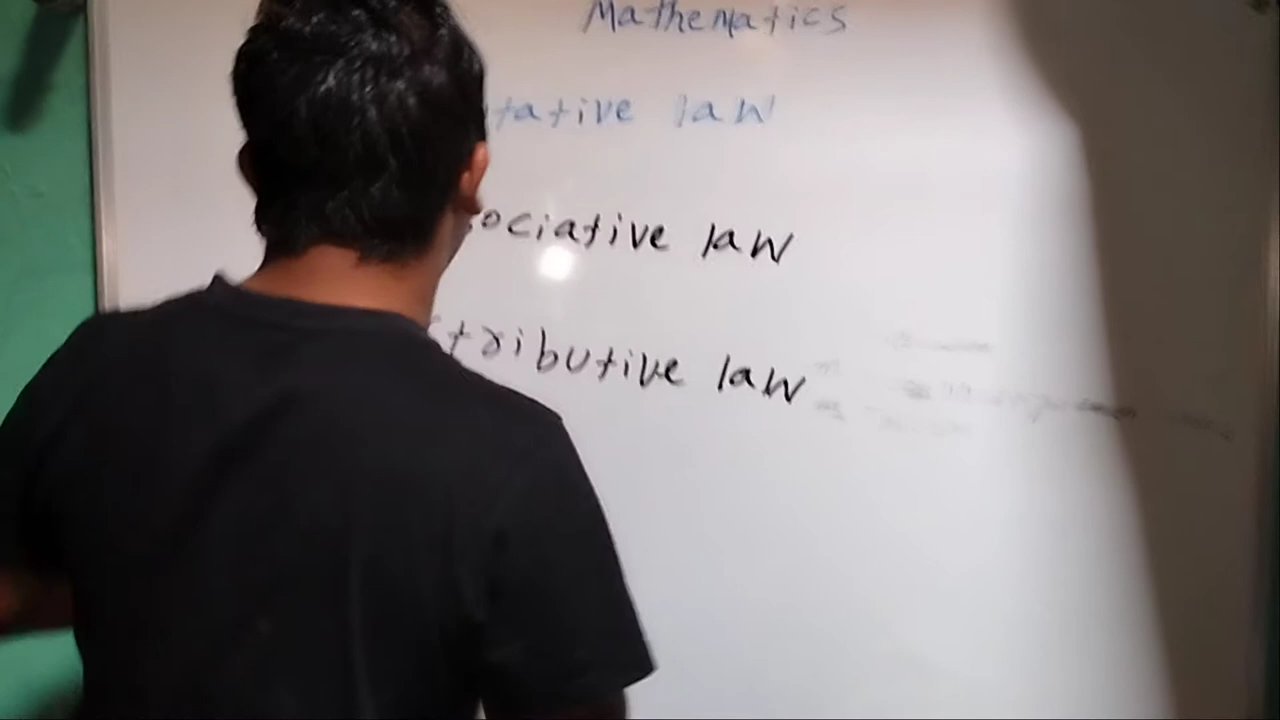 Mathematics
tative law
ociative law
tributive law